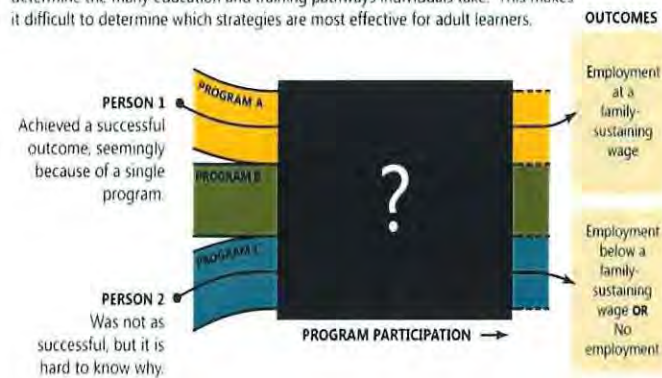 it difficult to determine which strategies are most effective for adult learners.
OUTCOMES
PERSON 1
Achieved a successful
outcome, seemingly
because of a single
program.
PROGRAM A
PROGRAM B
PROGRAM C
?
Employment
at a
family-
sustaining
wage
PERSON 2
Was not as
successful, but it is
hard to know why.
PROGRAM PARTICIPATION →
Employment
below a
family-
sustaining
wage OR
No
employment